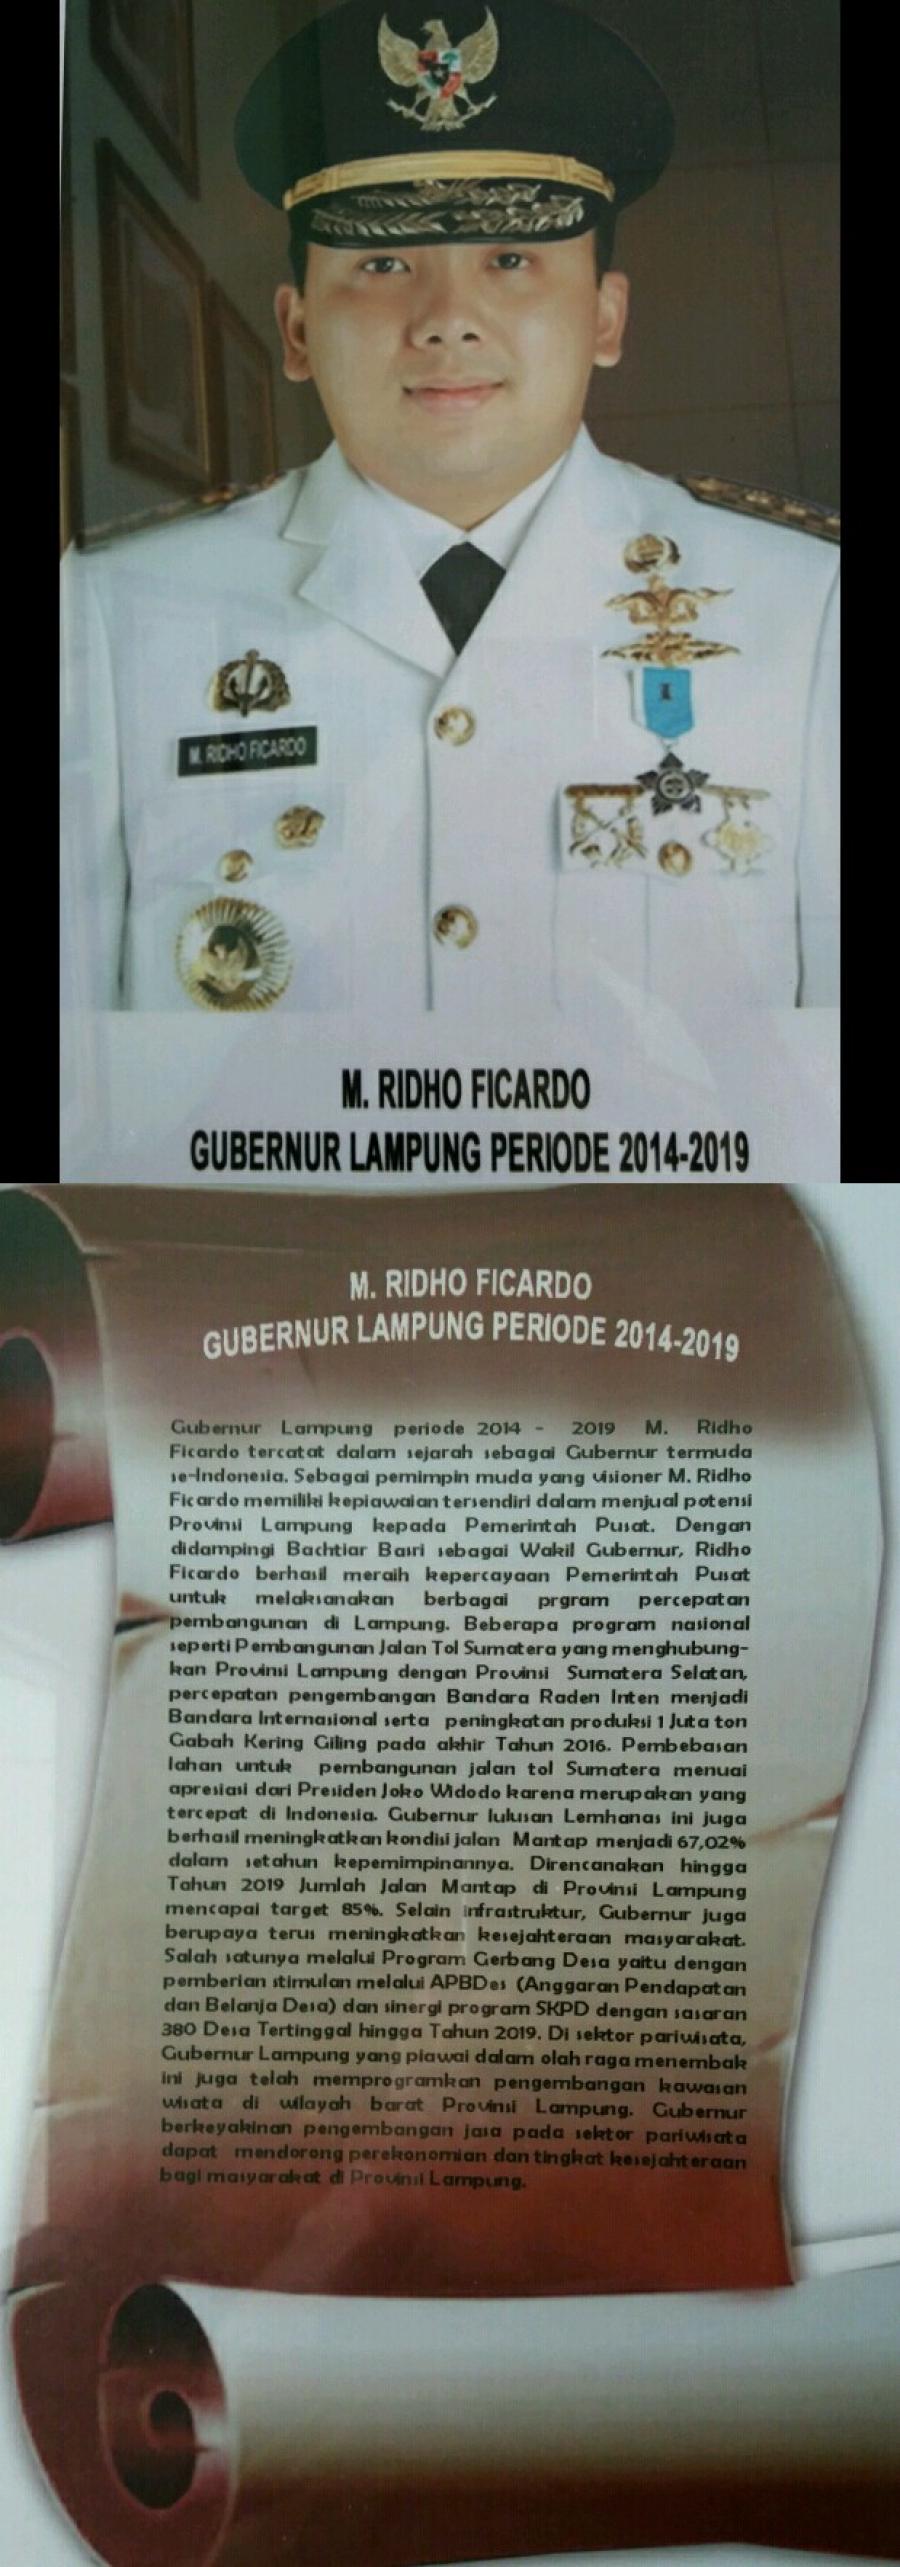 I
M. RIDHO FICARDO
M. RIDHO FICARDO
GUBERNUR LAMPUNG PERIODE 2014-2019
M. RIDHO FICARDO
GUBERNUR LAMPUNG PERIODE 2014-2019
Gubernur Lampung periode 2014 - 2019 M. Ridho
Ficardo tercatat dalam sejarah sebagai Gubernur termuda
se-Indonesia. Sebagai pemimpin muda yang visioner M. Ridho
Ficardo memiliki kepiawaian tersendiri dalam menjual potensi
Provinsi Lampung kepada Pemerintah Pusat. Dengan
didampingi Bachtiar Basri sebagai Wakil Gubernur, Ridho
Ficardo berhasil meraih kepercayaan Pemerintah Pusat
untuk melaksanakan berbagai prgram percepatan
pembangunan di Lampung. Beberapa program nasional
seperti Pembangunan Jalan Tol Sumatera yang menghubung-
kan Provinsi Lampung dengan Provinsi Sumatera Selatan,
percepatan pengembangan Bandara Raden Inten menjadi
Bandara Internasional serta peningkatan produksi 1 Juta ton
Gabah Kering Giling pada akhir Tahun 2016. Pembebasan
lahan untuk pembangunan jalan tol Sumatera menuai
apresiasi dari Presiden Joko Widodo karena merupakan yang
tercepat di Indonesia. Gubernur lulusan Lemhanas ini juga
berhasil meningkatkan kondisi jalan Mantap menjadi 67,02%
dalam setahun kepemimpinannya. Direncanakan hingga
Tahun 2019 Jumlah Jalan Mantap di Provinsi Lampung
mencapai target 85%. Selain infrastruktur, Gubernur juga
berupaya terus meningkatkan kesejahteraan masyarakat.
Salah satunya melalui Program Gerbang Desa yaitu dengan
pemberian stimulan melalui APBDes (Anggaran Pendapatan
dan Belanja Desa) dan sinergi program SKPD dengan sasaran
380 Desa Tertinggal hingga Tahun 2019. Di sektor pariwisata,
Gubernur Lampung yang piawai dalam olah raga menembak
ini juga telah memprogramkan pengembangan kawasan
wisata di wilayah barat Provinsi Lampung. Gubernur
berkeyakinan pengembangan jasa pada sektor pariwisata
dapat mendorong perekonomian dan tingkat kesejahteraan
bagi masyarakat di Provinsi Lampung.